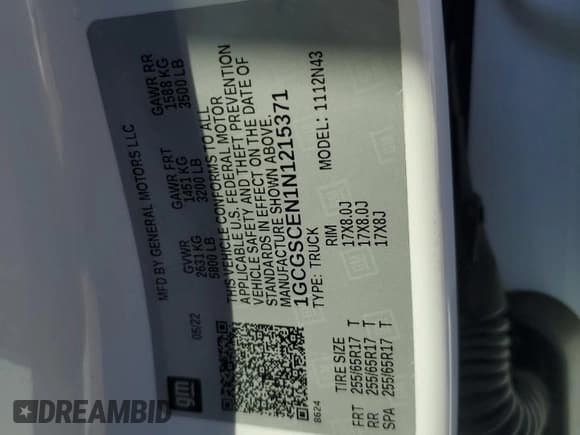 gm
05/22
MFD BY GENERAL MOTORS LLC
GVWR GAWR FRT GAWR RR
2631 KG 1451 KG 1588 KG
5800 LB 3200 LB 3500 LB
THIS VEHICLE CONFORMS TO ALL
APPLICABLE U.S. FEDERAL MOTOR
VEHICLE SAFETY AND THEFT PREVENTION
STANDARDS IN EFFECT ON THE DATE OF
MANUFACTURE SHOWN ABOVE.
1GCGSCEN1N1215371
TYPE: TRUCK MODEL: 1112N43
8624
TIRE SIZE RIM
FRT 255/65R17 T 17X8.0J
RR 255/65R17 T 17X8.0J
SPA 255/65R17 T 17X8J
DREAMBID